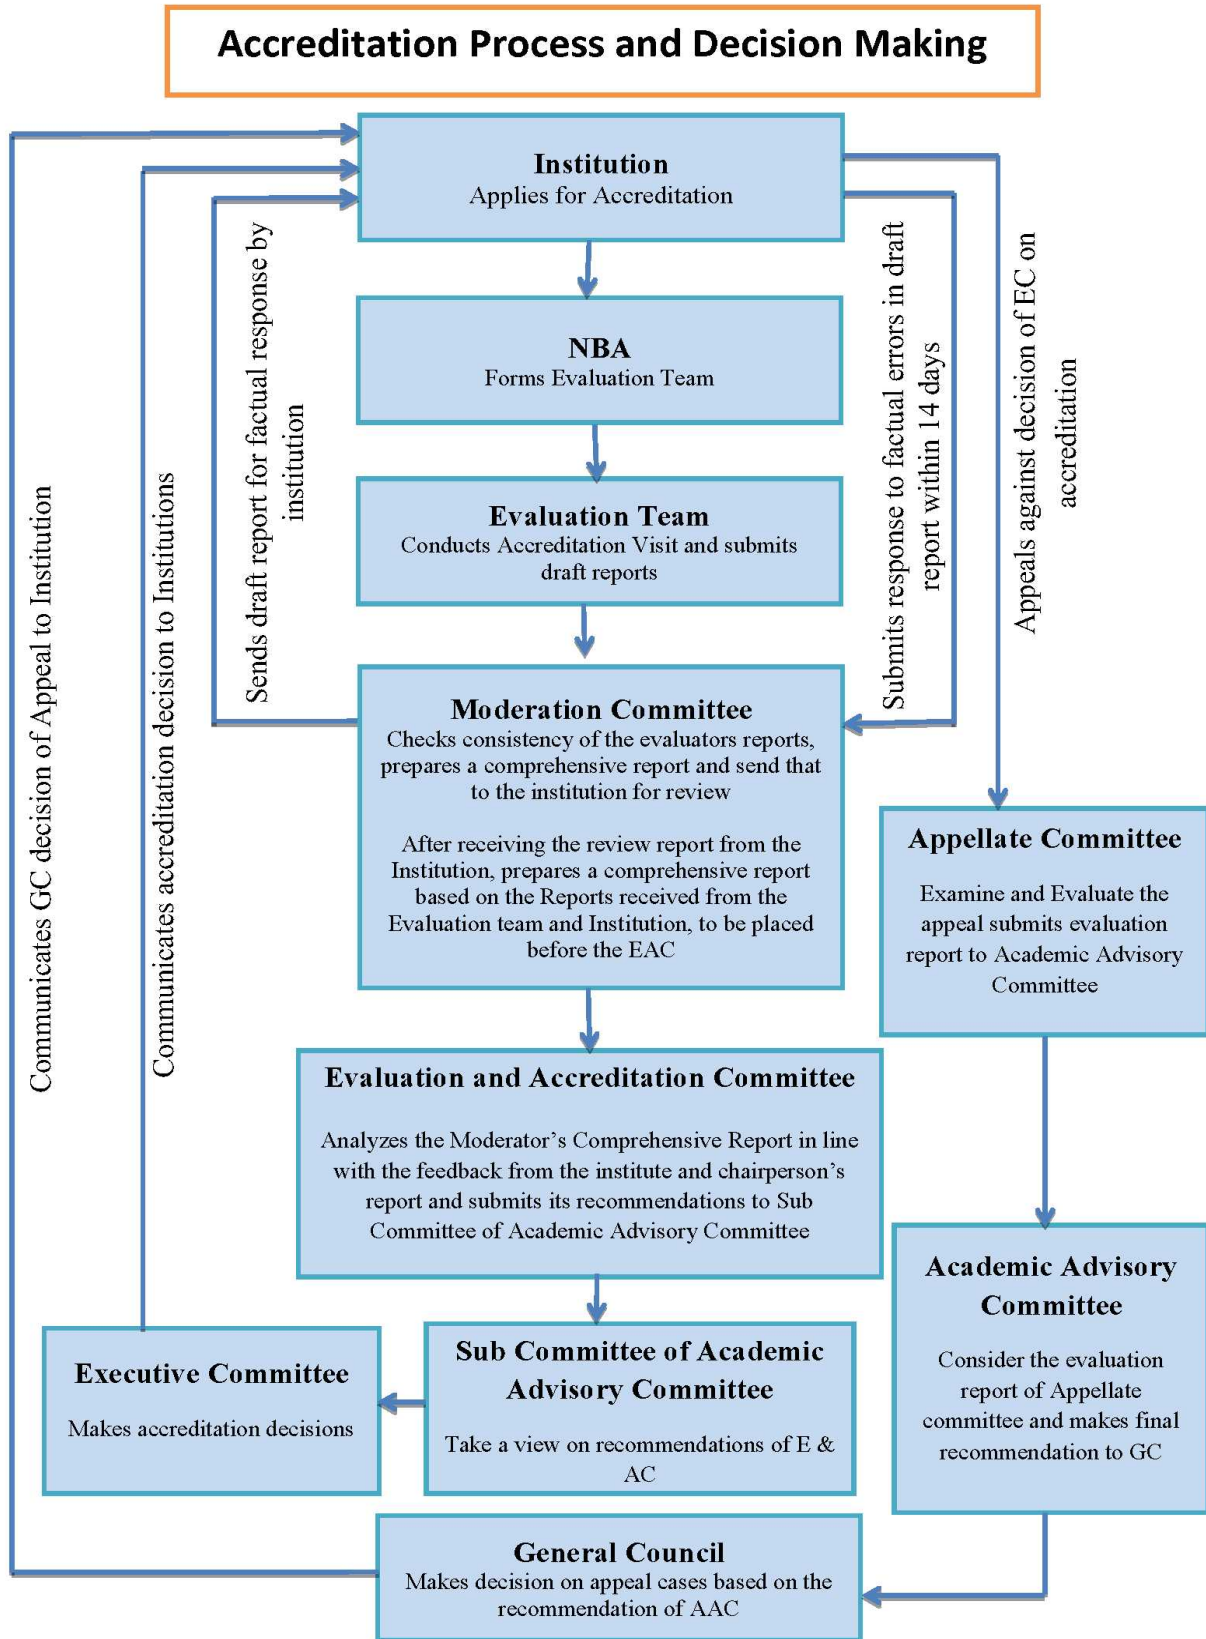 Accreditation Process and Decision Making
Institution
Applies for Accreditation
NBA
Forms Evaluation Team
Evaluation Team
Conducts Accreditation Visit and submits
draft reports
Moderation Committee
Checks consistency of the evaluators reports,
prepares a comprehensive report and send that
to the institution for review
After receiving the review report from the
Institution, prepares a comprehensive report
based on the Reports received from the
Evaluation team and Institution, to be placed
before the EAC
Evaluation and Accreditation Committee
Analyzes the Moderator’s Comprehensive Report in line
with the feedback from the institute and chairperson’s
report and submits its recommendations to Sub
Committee of Academic Advisory Committee
Sub Committee of Academic
Advisory Committee
Take a view on recommendations of E &
AC
Executive Committee
Makes accreditation decisions
General Council
Makes decision on appeal cases based on the
recommendation of AAC
Appellate Committee
Examine and Evaluate the
appeal submits evaluation
report to Academic Advisory
Committee
Academic Advisory
Committee
Consider the evaluation
report of Appellate
committee and makes final
recommendation to GC
Communicates GC decision of Appeal to Institution
Communicates accreditation decision to Institutions
Sends draft report for factual response by
institution
Submits response to factual errors in draft
report within 14 days
Appeals against decision of EC on
accreditation